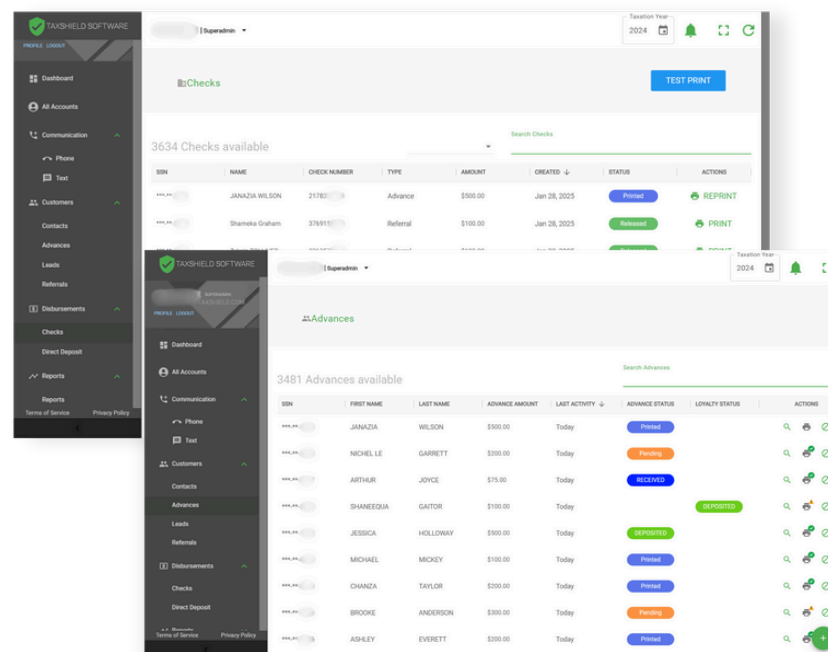 TAXSHIELD SOFTWARE
PROFILE LOGOUT
Dashboard
All Accounts
Communication
Phone
Text
Customers
Contacts
Advances
Leads
Referrals
Disbursements
Checks
Direct Deposit
Reports
Reports
Terms of Service Privacy Policy
| Superadmin
Taxation Year
2024
Checks
TEST PRINT
3634 Checks available
Search Checks
SSN NAME CHECK NUMBER TYPE AMOUNT CREATED STATUS ACTIONS
***-**- JANAZIA WILSON 21783 Advance $500.00 Jan 28, 2025 Printed REPRINT
***-**- Shameka Graham 37691 Referral $100.00 Jan 28, 2025 Released PRINT
TAXSHIELD SOFTWARE
SUPERADMIN
PROFILE LOGOUT
Dashboard
All Accounts
Communication
Phone
Text
Customers
Contacts
Advances
Leads
Referrals
Disbursements
Checks
Direct Deposit
Reports
Terms of Service Privacy Policy
| Superadmin
Taxation Year
2024
Advances
3481 Advances available
Search Advances
SSN FIRST NAME LAST NAME ADVANCE AMOUNT LAST ACTIVITY ADVANCE STATUS LOYALTY STATUS ACTIONS
***-**- JANAZIA WILSON $500.00 Today Printed
***-**- NICHEL LE GARRETT $200.00 Today Pending
***-**- ARTHUR JOYCE $75.00 Today RECEIVED
***-**- SHANEEQUA GAITOR $100.00 Today DEPOSITED
***-**- JESSICA HOLLOWAY $500.00 Today DEPOSITED
***-**- MICHAEL MICKEY $100.00 Today Printed
***-**- CHANZA TAYLOR $200.00 Today Printed
***-**- BROOKE ANDERSON $300.00 Today Pending
***-**- ASHLEY EVERETT $200.00 Today Printed